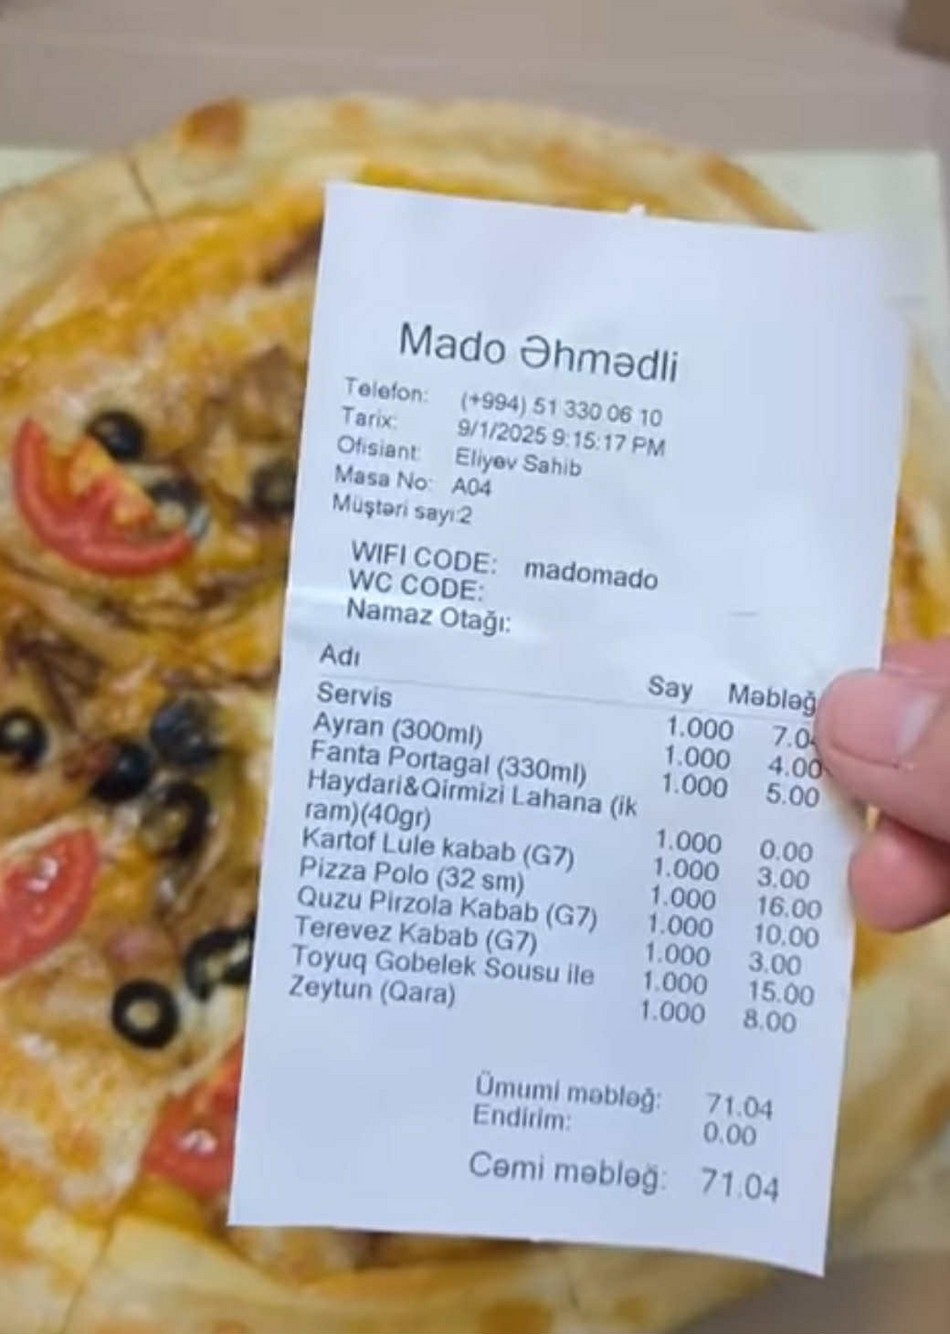 Mado Əhmədli
Telefon: (+994) 51 330 06 10
Tarix: 9/1/2025 9:15:17 PM
Ofisiant: Eliyev Sahib
Masa No: A04
Müştəri sayı:2
WIFI CODE: madomado
WC CODE:
Namaz Otağı:
Adı Say Məbləğ
Servis 1.000 7.04
Ayran (300ml) 1.000 4.00
Fanta Portagal (330ml) 1.000 5.00
Haydari&Qirmizi Lahana (ik
ram)(40gr) 1.000 0.00
Kartof Lule kabab (G7) 1.000 3.00
Pizza Polo (32 sm) 1.000 16.00
Quzu Pirzola Kabab (G7) 1.000 10.00
Terevez Kabab (G7) 1.000 3.00
Toyuq Gobelek Sousu ile 1.000 15.00
Zeytun (Qara) 1.000 8.00
Ümumi məbləğ: 71.04
Endirim: 0.00
Cəmi məbləğ: 71.04